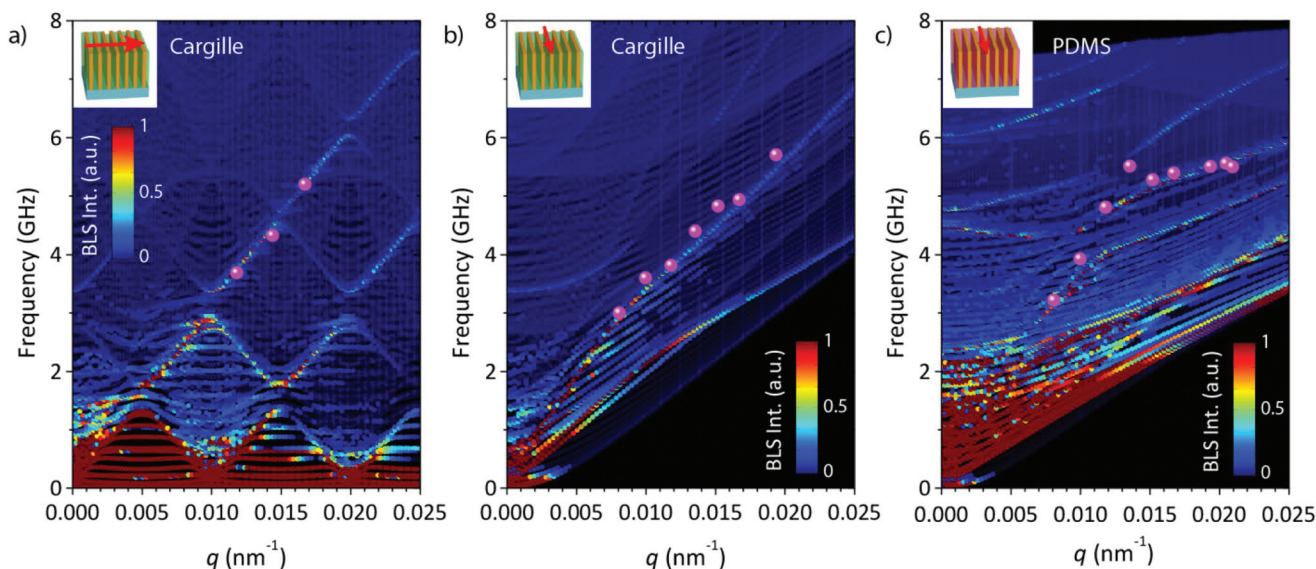 a)
Cargille
BLS Int. (a.u.)
1
0.5
0
Frequency (GHz)
8
6
4
2
0
0.000 0.005 0.010 0.015 0.020 0.025
q (nm⁻¹)
b)
Cargille
BLS Int. (a.u.)
1
0.5
0
Frequency (GHz)
8
6
4
2
0
0.000 0.005 0.010 0.015 0.020 0.025
q (nm⁻¹)
c)
PDMS
BLS Int. (a.u.)
1
0.5
0
Frequency (GHz)
8
6
4
2
0
0.000 0.005 0.010 0.015 0.020 0.025
q (nm⁻¹)